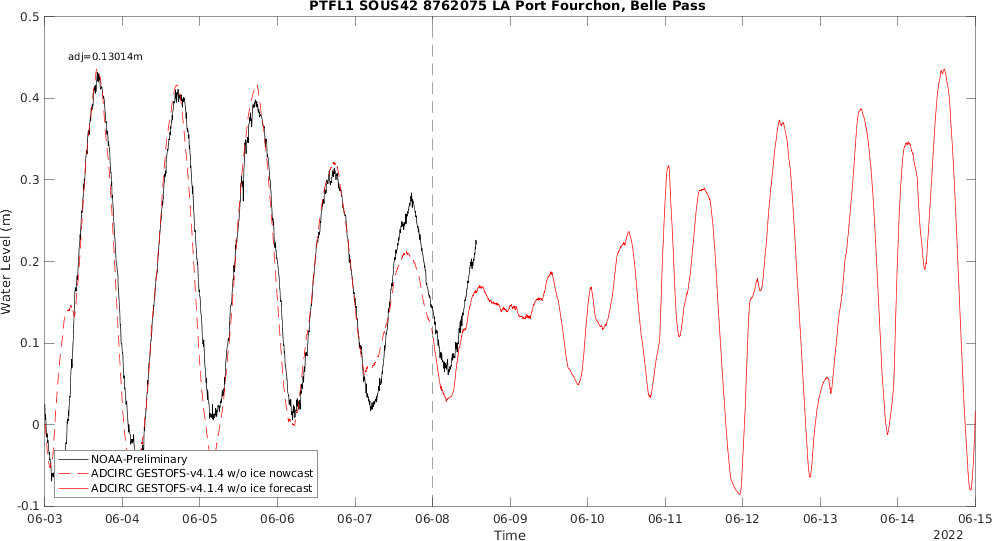 PTFL1 SOUS42 8762075 LA Port Fourchon, Belle Pass
0.5
adj=0.13014m
0.4
0.3
0.2
0.1
0
-0.1
Water Level (m)
NOAA-Preliminary
ADCIRC GESTOFS-v4.1.4 w/o ice nowcast
ADCIRC GESTOFS-v4.1.4 w/o ice forecast
06-03 06-04 06-05 06-06 06-07 06-08 06-09 06-10 06-11 06-12 06-13 06-14 06-15
Time
2022